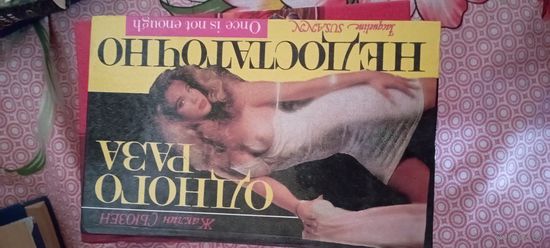 Жаклин СЬЮЗЕН
ОДНОГО
РАЗА
НЕДОСТАТОЧНО
Jacqueline SUSANN
Once is not enough